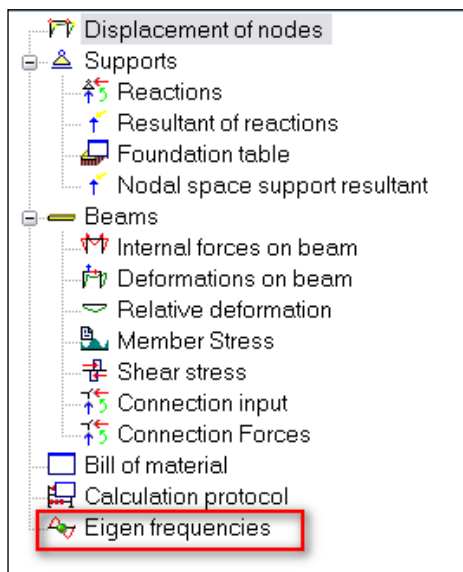 Displacement of nodes
Supports
Reactions
Resultant of reactions
Foundation table
Nodal space support resultant
Beams
Internal forces on beam
Deformations on beam
Relative deformation
Member Stress
Shear stress
Connection input
Connection Forces
Bill of material
Calculation protocol
Eigen frequencies